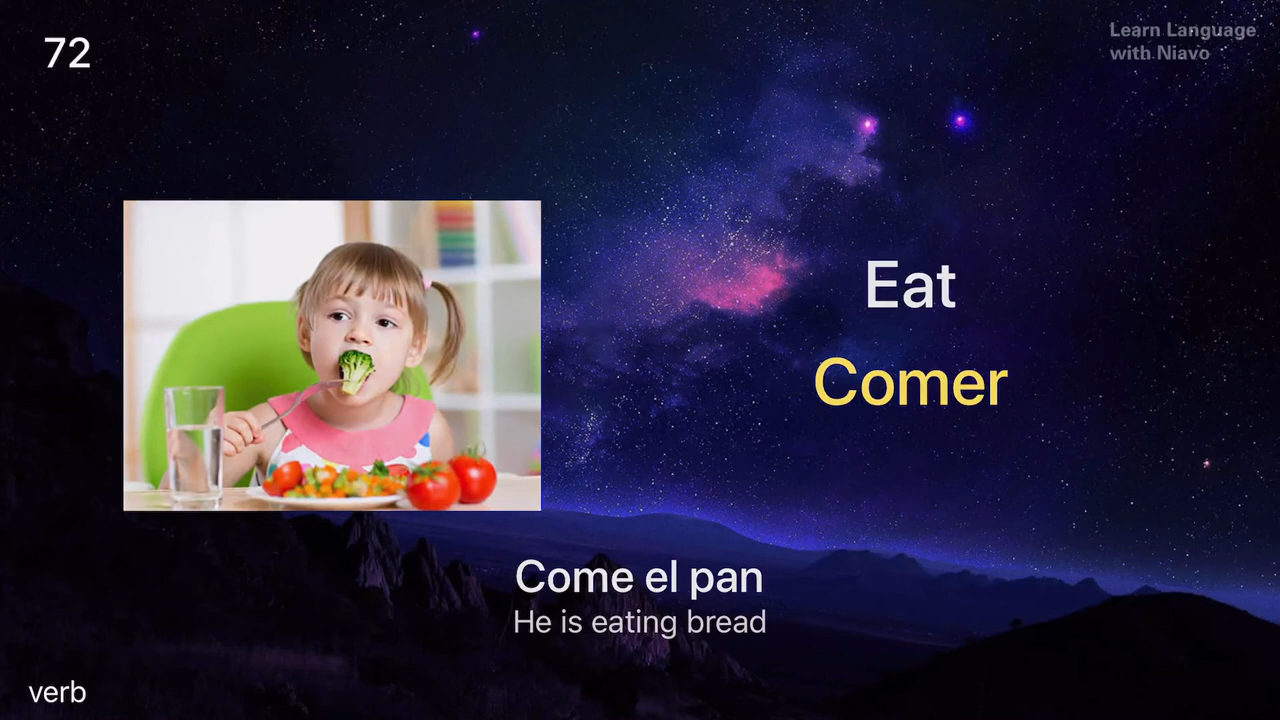 72
Learn Language
with Niavo
Eat
Comer
Come el pan
He is eating bread
verb